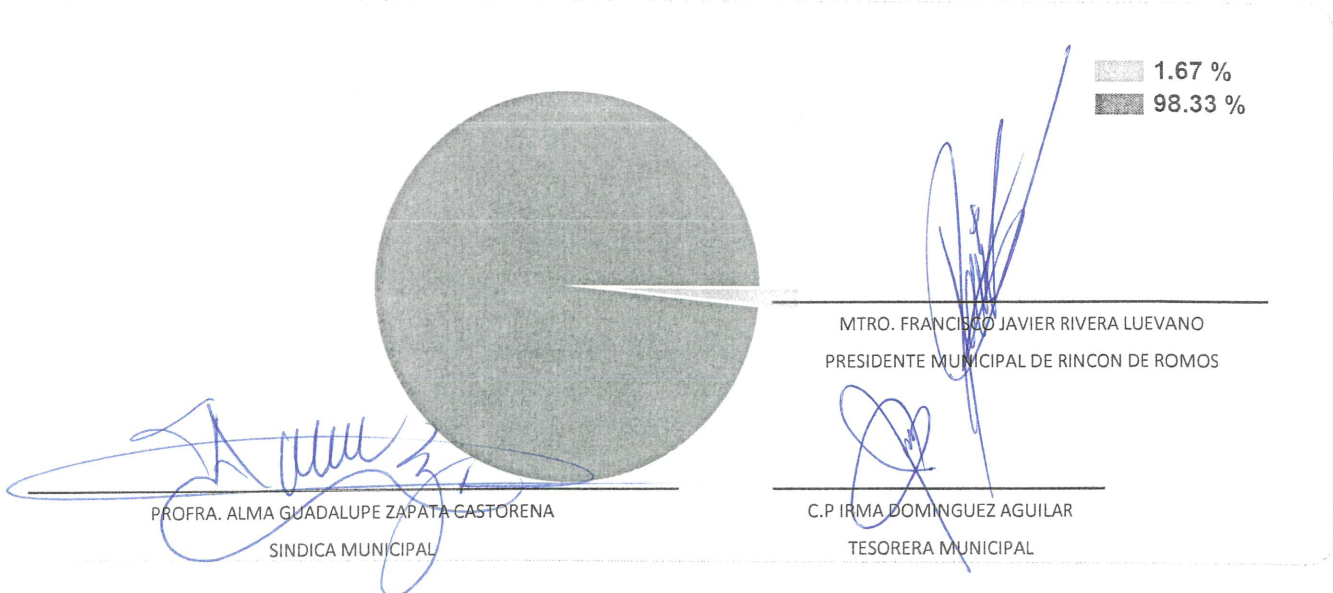 1.67 %
98.33 %
MTRO. FRANCISCO JAVIER RIVERA LUEVANO
PRESIDENTE MUNICIPAL DE RINCON DE ROMOS
PROFRA. ALMA GUADALUPE ZAPATA CASTORENA
SINDICA MUNICIPAL
C.P IRMA DOMINGUEZ AGUILAR
TESORERA MUNICIPAL